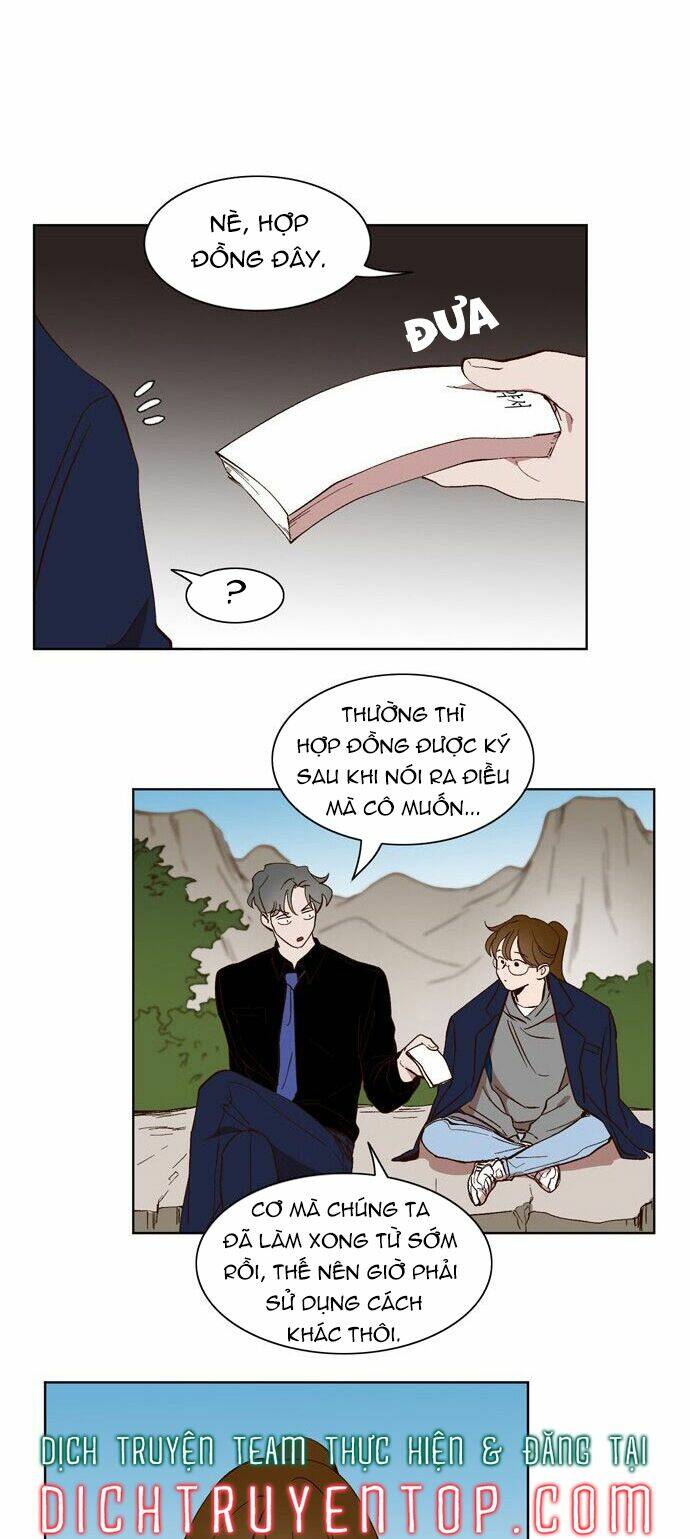 NÈ, HỢP
ĐỒNG ĐÂY.
ĐƯA
?
THƯỜNG THÌ
HỢP ĐỒNG ĐƯỢC KÝ
SAU KHI NÓI RA ĐIỀU
MÀ CÔ MUỐN...
CƠ MÀ CHÚNG TA
ĐÃ LÀM XONG TỪ SỚM
RỒI, THẾ NÊN GIỜ PHẢI
SỬ DỤNG CÁCH
KHÁC THÔI.
DỊCH TRUYỆN TEAM THỰC HIỆN & ĐĂNG TẠI
DICHTRUYENTOP.COM